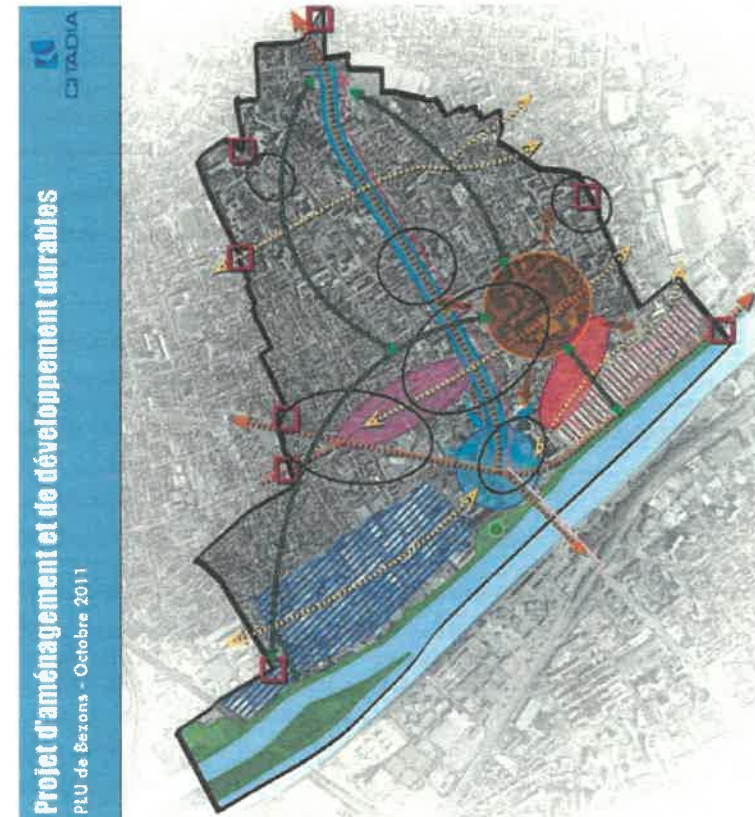 Projet d'aménagement et de développement durables
PLU de Bezons - Octobre 2011
CITADIA